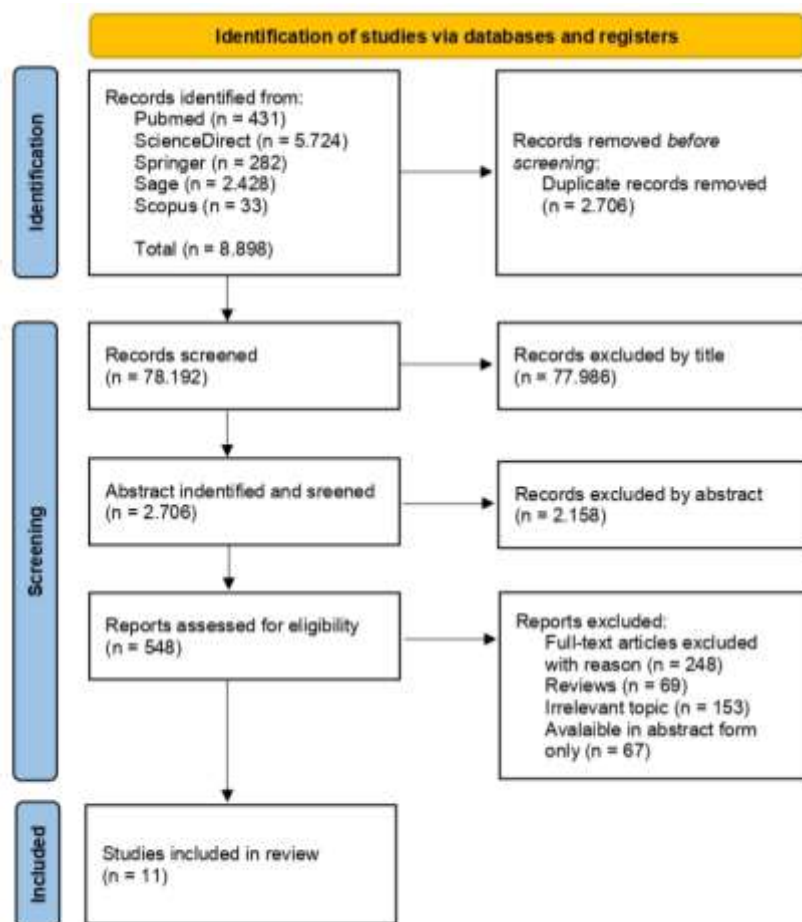 Identification of studies via databases and registers
Identification
Records identified from:
Pubmed (n = 431)
ScienceDirect (n = 5.724)
Springer (n = 282)
Sage (n = 2.428)
Scopus (n = 33)
Total (n = 8.898)
Records removed before
screening:
Duplicate records removed
(n = 2.706)
Screening
Records screened
(n = 78.192)
Records excluded by title
(n = 77.986)
Abstract indentified and sreened
(n = 2.706)
Records excluded by abstract
(n = 2.158)
Reports assessed for eligibility
(n = 548)
Reports excluded:
Full-text articles excluded
with reason (n = 248)
Reviews (n = 69)
Irrelevant topic (n = 153)
Avalaible in abstract form
only (n = 67)
Included
Studies included in review
(n = 11)